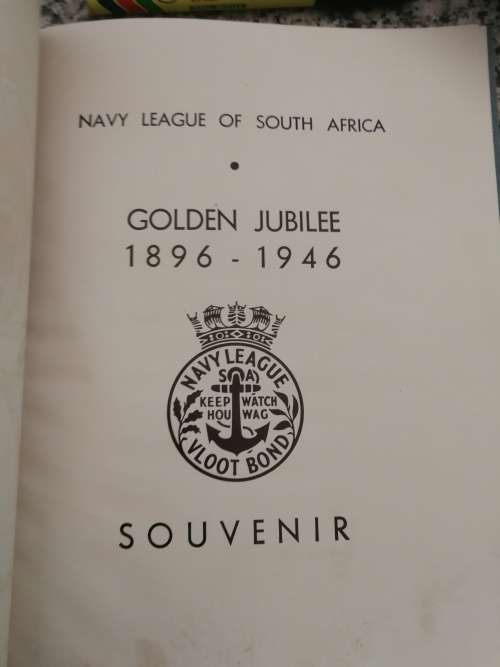 NAVY LEAGUE OF SOUTH AFRICA
•
GOLDEN JUBILEE
1896 - 1946
NAVY LEAGUE
S A
KEEP WATCH
HOU WAG
VLOOT BOND
SOUVENIR